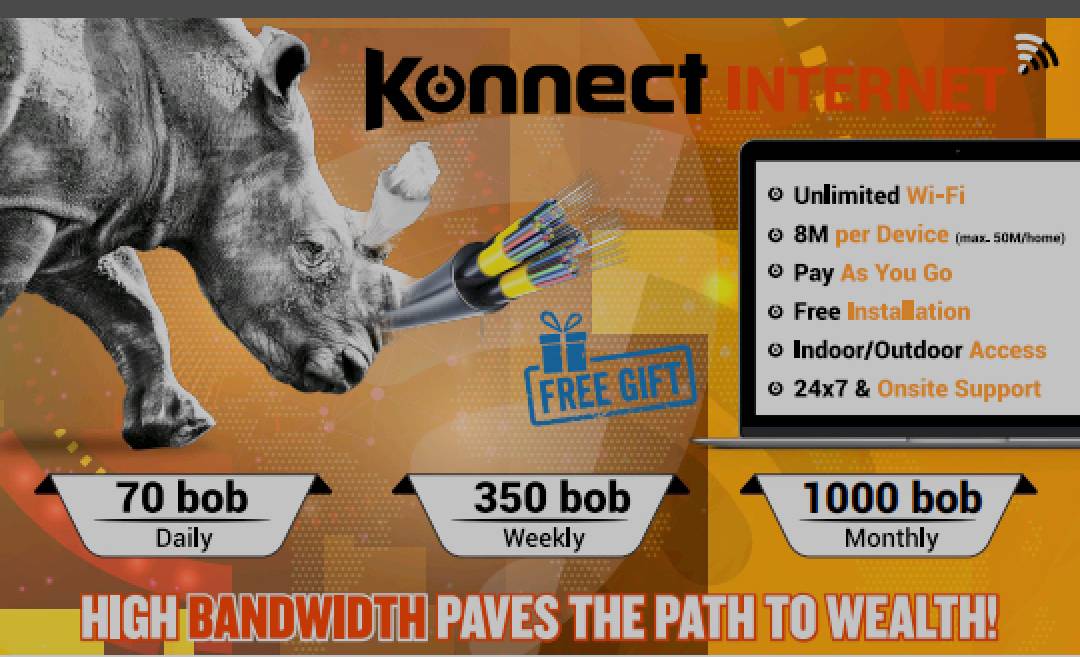 Konnect INTERNET
Unlimited Wi-Fi
8M per Device (max. 50M/home)
Pay As You Go
Free Installation
Indoor/Outdoor Access
24x7 & Onsite Support
FREE GIFT
70 bob
Daily
350 bob
Weekly
1000 bob
Monthly
HIGH BANDWIDTH PAVES THE PATH TO WEALTH!